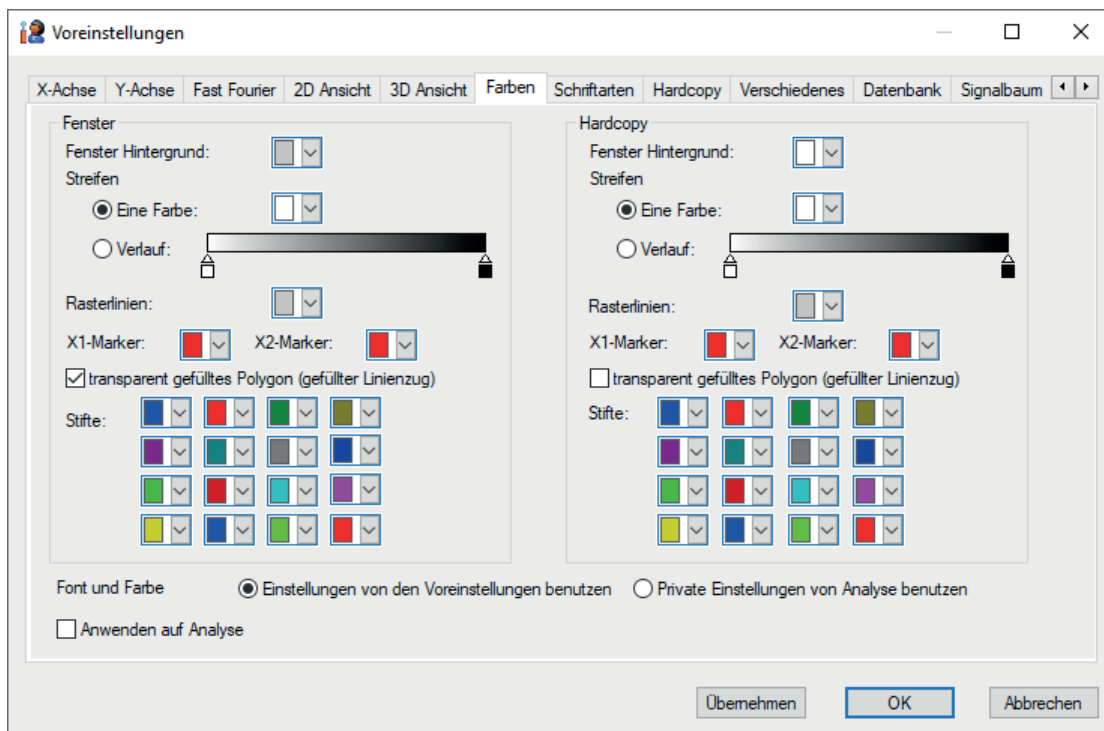 Voreinstellungen
X-Achse Y-Achse Fast Fourier 2D Ansicht 3D Ansicht Farben Schriftarten Hardcopy Verschiedenes Datenbank Signalbaum
Fenster
Fenster Hintergrund:
Streifen
Eine Farbe:
Verlauf:
Rasterlinien:
X1-Marker: X2-Marker:
transparent gefülltes Polygon (gefüllter Linienzug)
Stifte:
Hardcopy
Fenster Hintergrund:
Streifen
Eine Farbe:
Verlauf:
Rasterlinien:
X1-Marker: X2-Marker:
transparent gefülltes Polygon (gefüllter Linienzug)
Stifte:
Font und Farbe Einstellungen von den Voreinstellungen benutzen Private Einstellungen von Analyse benutzen
Anwenden auf Analyse
Übernehmen OK Abbrechen